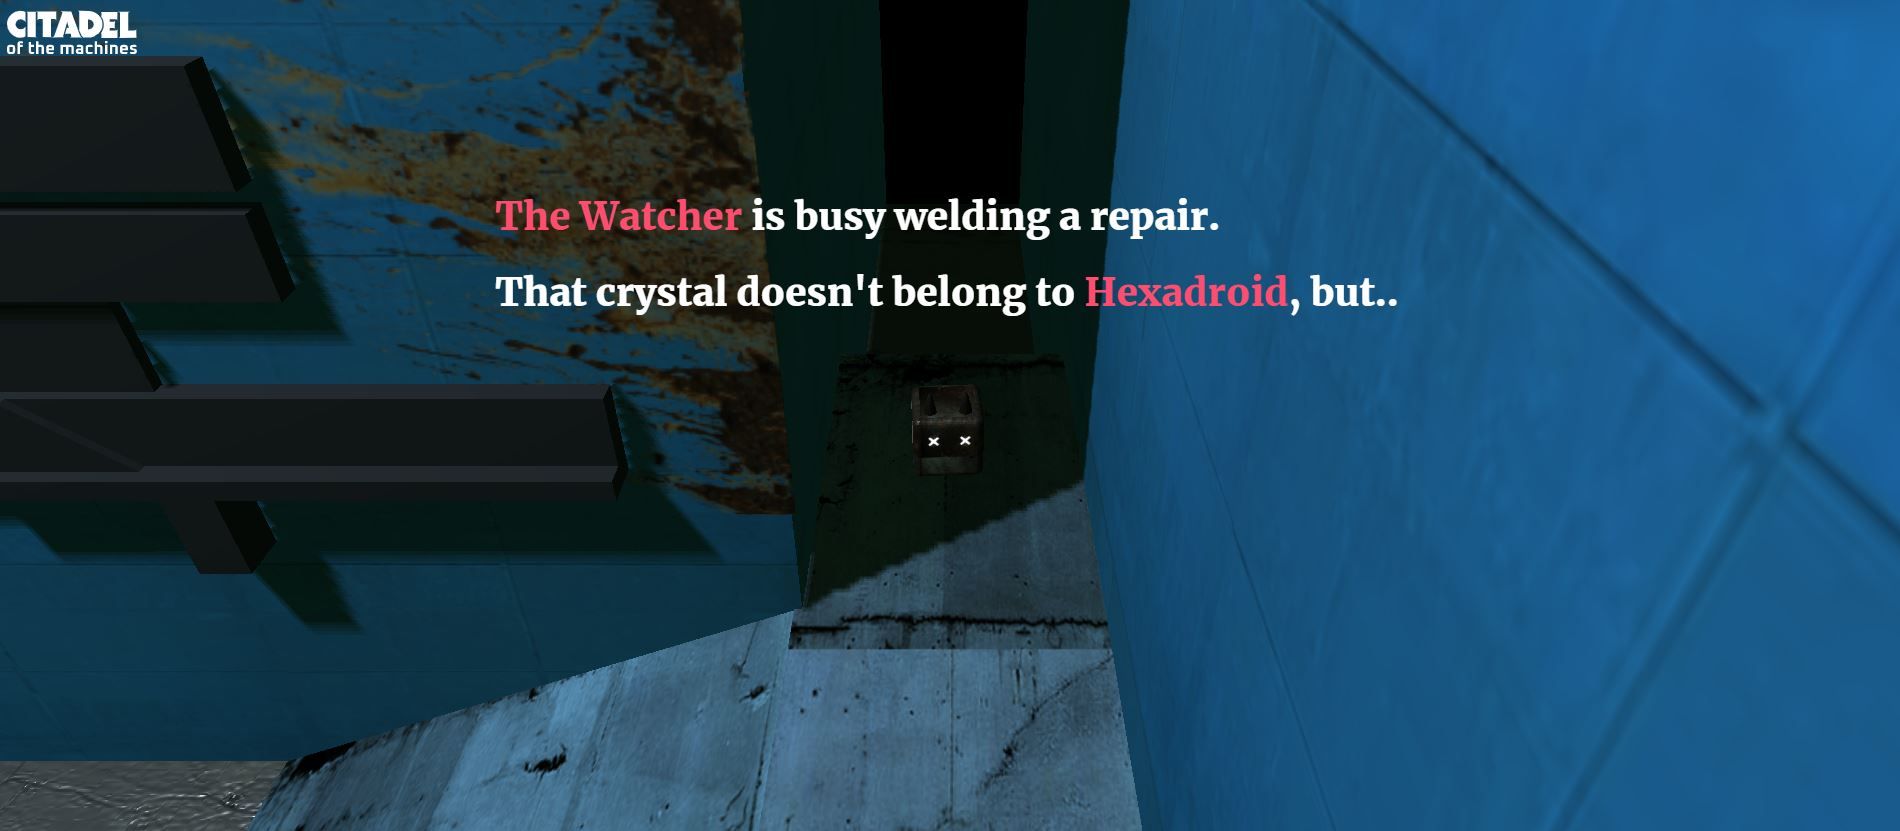 CITADEL
of the machines
The Watcher is busy welding a repair.
That crystal doesn't belong to Hexadroid, but..